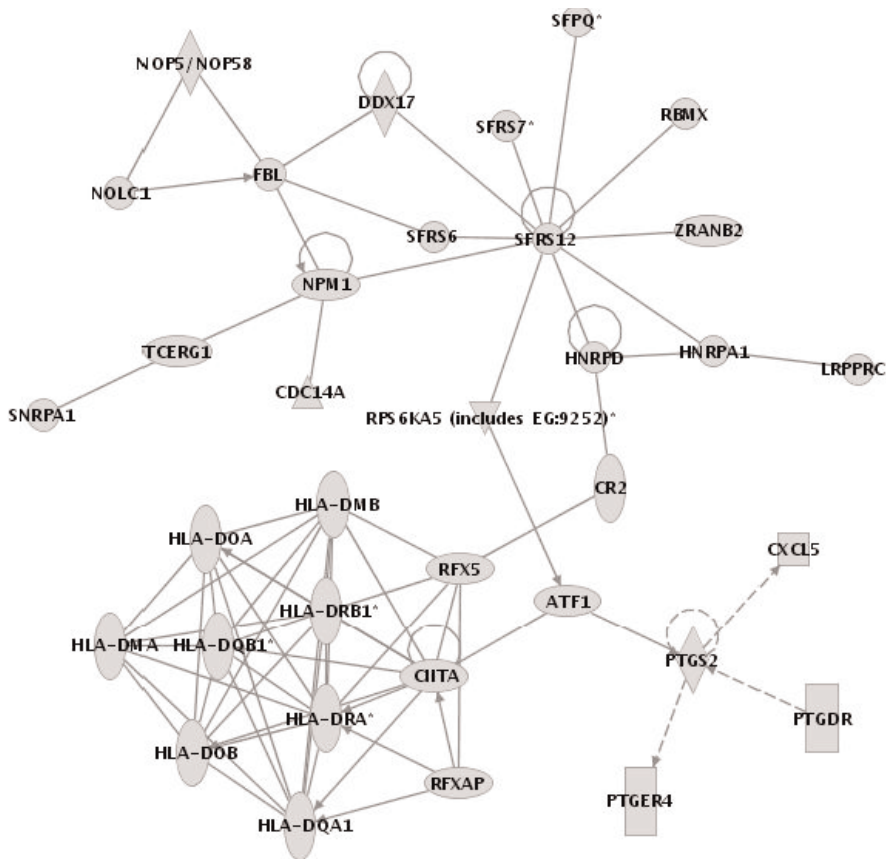 SFPQ*
NOP5/NOP58
DDX17
RBMX
SFRS7*
FBL
NOLC1
ZRANB2
SFRS6
SFRS12
NPM1
TCERG1
HNRPD
HNRPA1
LRPPRC
CDC14A
SNRPA1
RPS6KA5 (includes EG:9252)*
CR2
HLA-DMB
HLA-DOA
CXCL5
RFX5
ATF1
HLA-DRB1*
HLA-DMA
HLA-DQB1*
PTGS2
CIITA
HLA-DRA*
PTGDR
HLA-DOB
RFXAP
PTGER4
HLA-DQA1